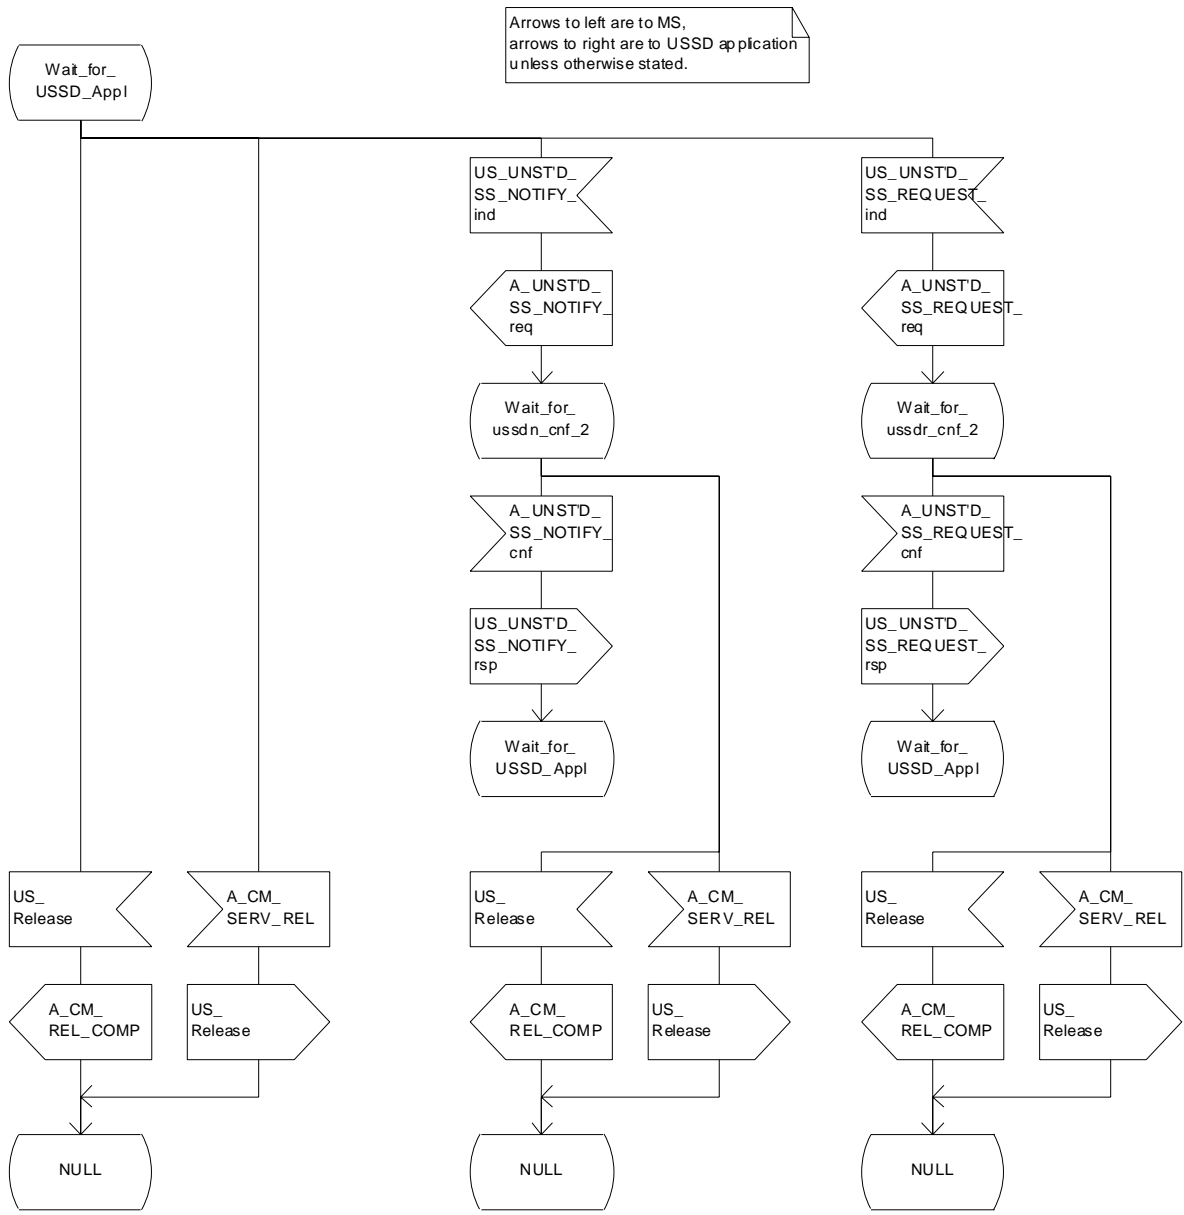 Arrows to left are to MS,
arrows to right are to USSD application
unless otherwise stated.
Wait_for_
USSD_Appl
US_UNST'D_
SS_NOTIFY_
ind
US_UNST'D_
SS_REQUEST_
ind
A_UNST'D_
SS_NOTIFY_
req
A_UNST'D_
SS_REQUEST_
req
Wait_for_
ussdn_cnf_2
Wait_for_
ussdr_cnf_2
A_UNST'D_
SS_NOTIFY_
cnf
A_UNST'D_
SS_REQUEST_
cnf
US_UNST'D_
SS_NOTIFY_
rsp
US_UNST'D_
SS_REQUEST_
rsp
Wait_for_
USSD_Appl
Wait_for_
USSD_Appl
US_
Release
A_CM_
SERV_REL
US_
Release
A_CM_
SERV_REL
US_
Release
A_CM_
SERV_REL
A_CM_
REL_COMP
US_
Release
A_CM_
REL_COMP
US_
Release
A_CM_
REL_COMP
US_
Release
NULL
NULL
NULL